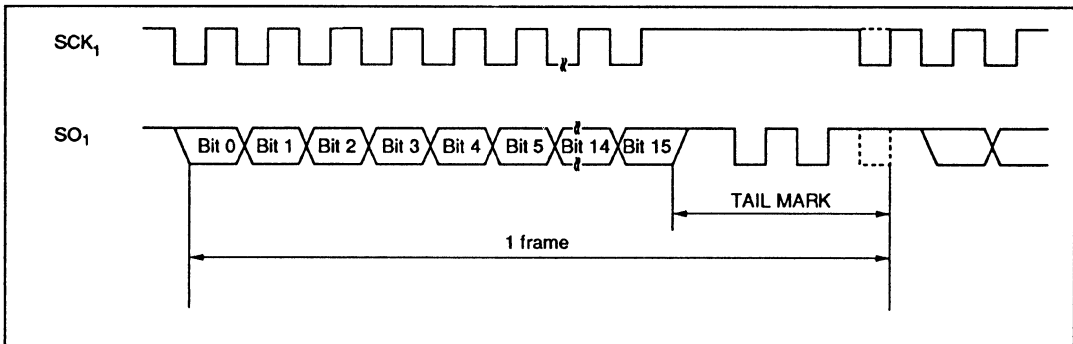 SCK1
SO1
Bit 0 Bit 1 Bit 2 Bit 3 Bit 4 Bit 5 Bit 14 Bit 15
TAIL MARK
1 frame